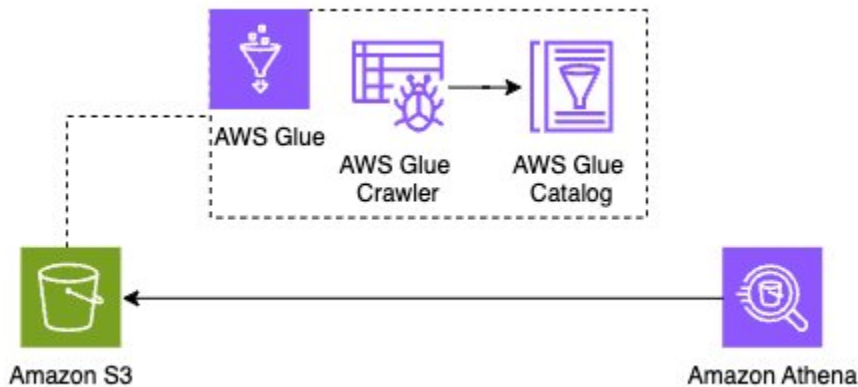 AWS Glue
AWS Glue
Crawler
AWS Glue
Catalog
Amazon S3
Amazon Athena